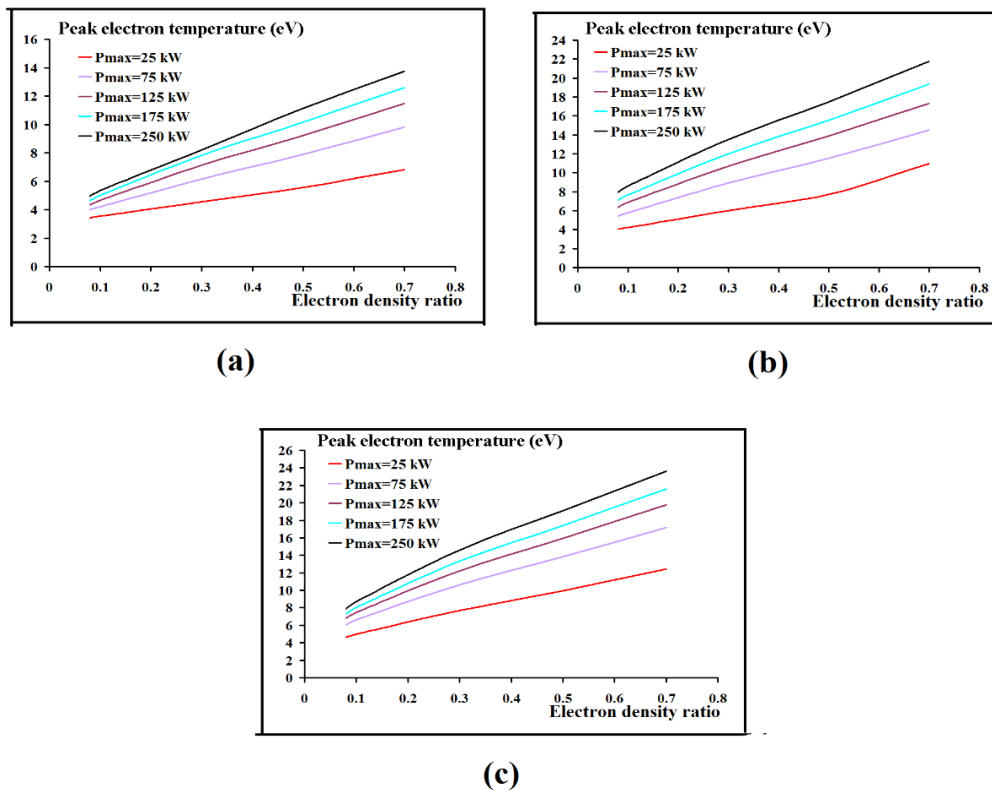 Peak electron temperature (eV)
16
14
12
10
8
6
4
2
0
Pmax=25 kW
Pmax=75 kW
Pmax=125 kW
Pmax=175 kW
Pmax=250 kW
0 0.1 0.2 0.3 0.4 0.5 0.6 0.7 0.8
Electron density ratio
(a)
Peak electron temperature (eV)
24
22
20
18
16
14
12
10
8
6
4
2
0
Pmax=25 kW
Pmax=75 kW
Pmax=125 kW
Pmax=175 kW
Pmax=250 kW
0 0.1 0.2 0.3 0.4 0.5 0.6 0.7 0.8
Electron density ratio
(b)
Peak electron temperature (eV)
26
24
22
20
18
16
14
12
10
8
6
4
2
0
Pmax=25 kW
Pmax=75 kW
Pmax=125 kW
Pmax=175 kW
Pmax=250 kW
0 0.1 0.2 0.3 0.4 0.5 0.6 0.7 0.8
Electron density ratio
(c)